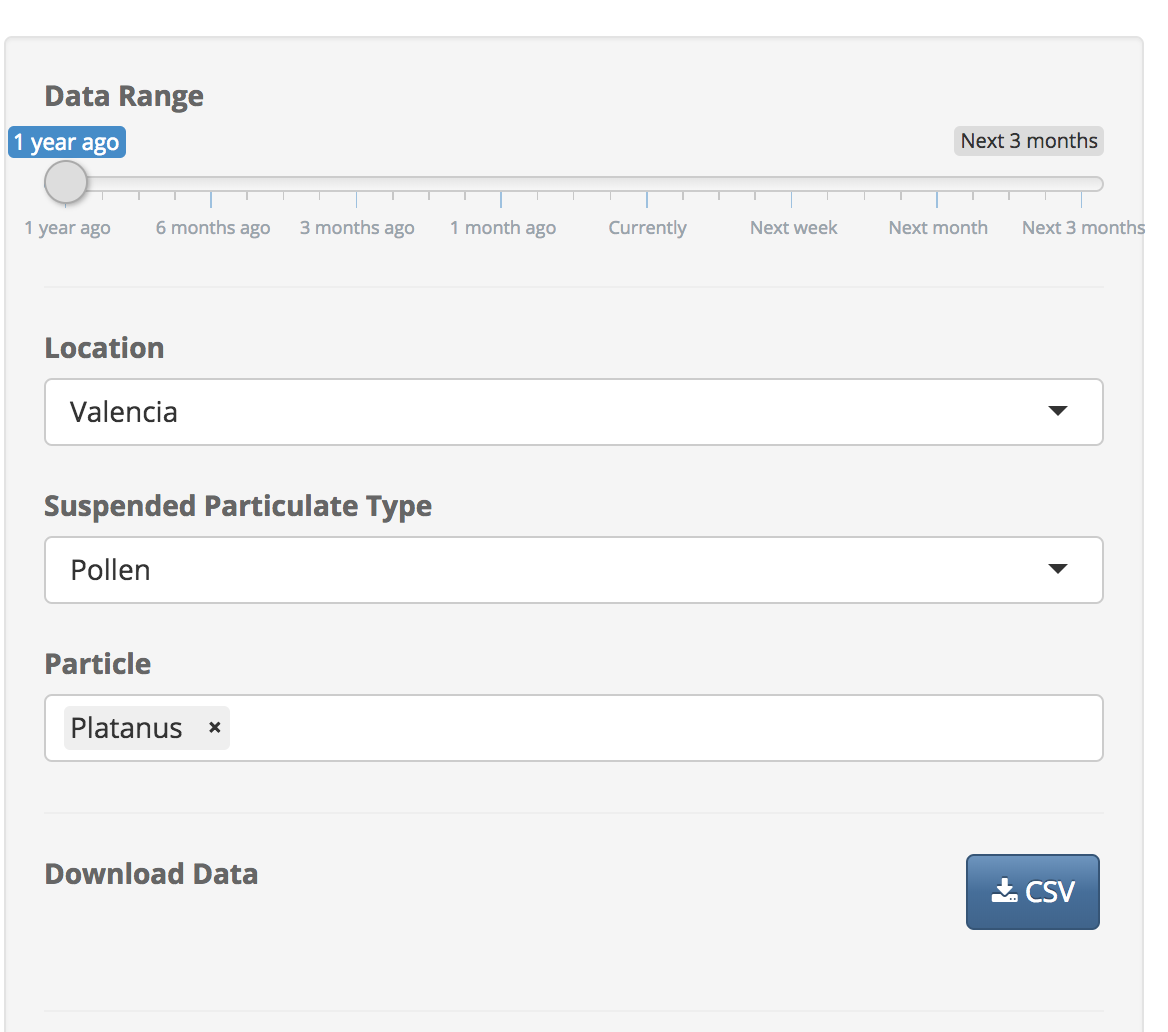 Data Range
1 year ago Next 3 months
1 year ago 6 months ago 3 months ago 1 month ago Currently Next week Next month Next 3 months
Location
Valencia
Suspended Particulate Type
Pollen
Particle
Platanus ×
Download Data CSV